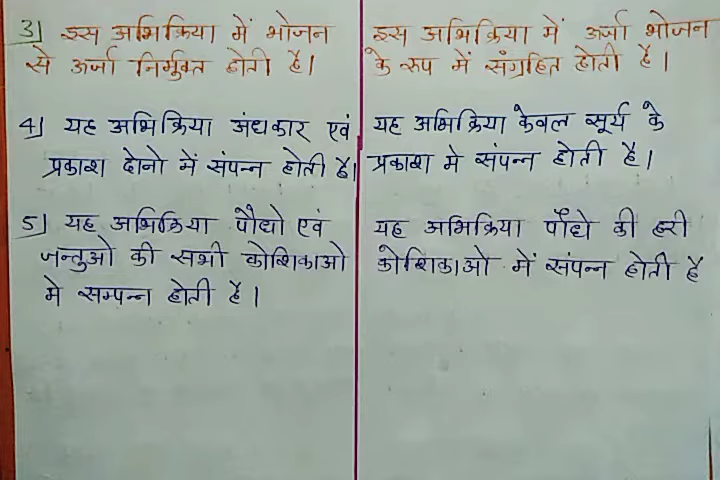 3] इस अभिक्रिया में भोजन
से ऊर्जा निर्मुक्त होती है।
4] यह अभिक्रिया अंधकार एवं
प्रकाश दोनो में संपन्न होती है।
5] यह अभिक्रिया पौधो एवं
जन्तुओ की सभी कोशिकाओ
मे सम्पन्न होती है।
इस अभिक्रिया में ऊर्जा भोजन
के रूप में संग्रहित होती है।
यह अभिक्रिया केवल सूर्य के
प्रकाश मे संपन्न होती है।
यह अभिक्रिया पौंधे की हरी
कोशिकाओ में संपन्न होती है